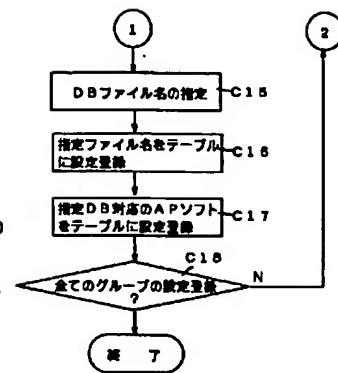 1
2
DBファイル名の指定
C15
指定ファイル名をテーブル
に設定登録
C16
指定DB対応のAPソフト
をテーブルに設定登録
C17
C18
全てのグループの設定登録
?
N
終 了